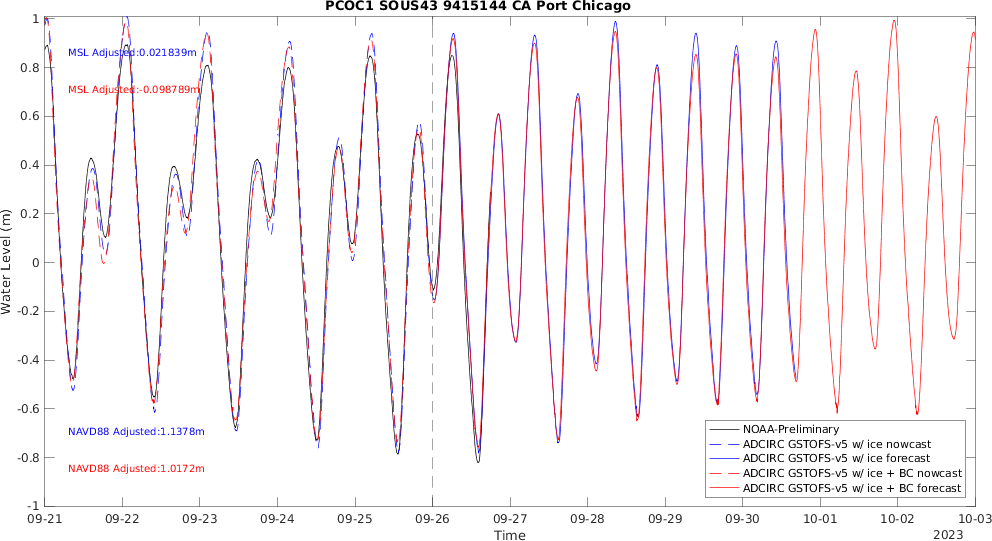 PCOC1 SOUS43 9415144 CA Port Chicago
MSL Adjusted:0.021839m
MSL Adjusted:-0.098789m
NAVD88 Adjusted:1.1378m
NAVD88 Adjusted:1.0172m
Water Level (m)
1
0.8
0.6
0.4
0.2
0
-0.2
-0.4
-0.6
-0.8
-1
NOAA-Preliminary
ADCIRC GSTOFS-v5 w/ ice nowcast
ADCIRC GSTOFS-v5 w/ ice forecast
ADCIRC GSTOFS-v5 w/ ice + BC nowcast
ADCIRC GSTOFS-v5 w/ ice + BC forecast
09-21 09-22 09-23 09-24 09-25 09-26 09-27 09-28 09-29 09-30 10-01 10-02 10-03
Time
2023